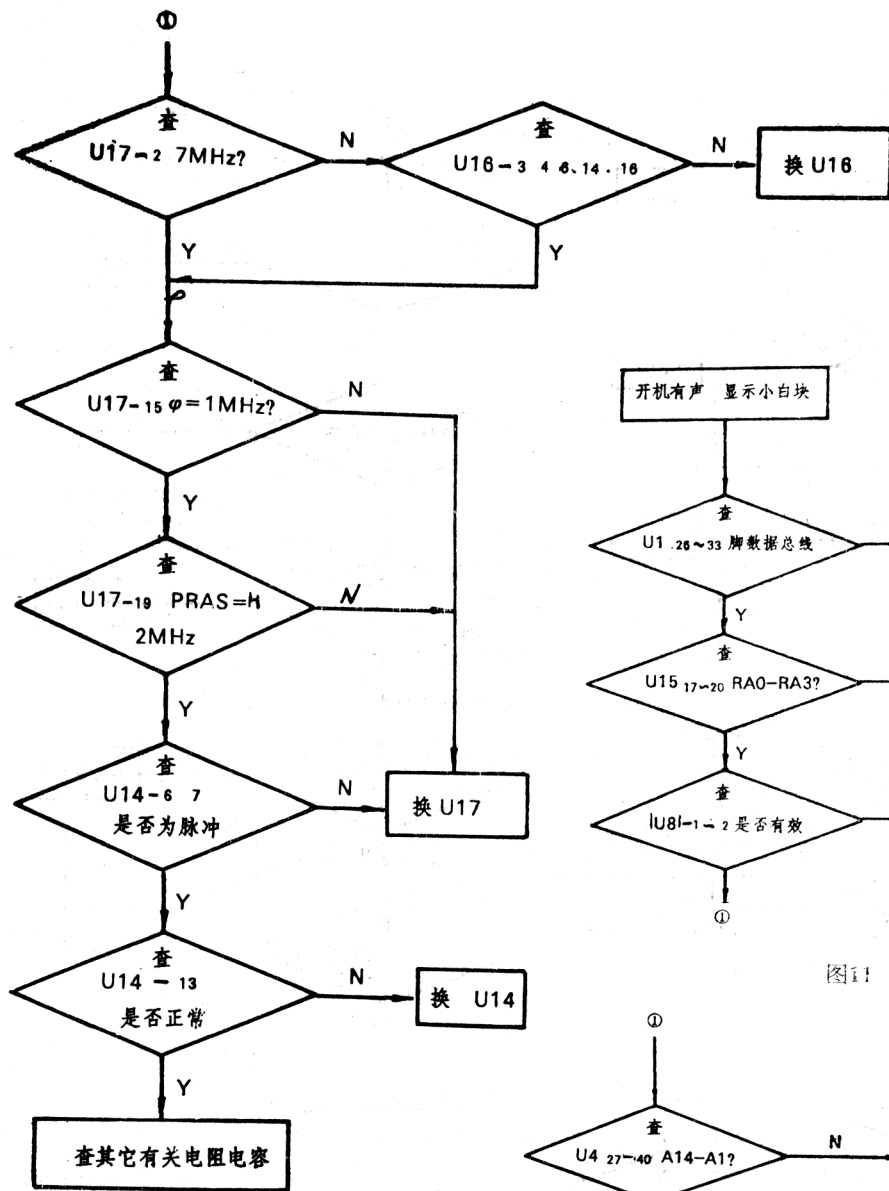 ①
查
U17-2 7MHz?
N
查
U16-3 4 6、14.16
N
换 U16
Y
Y
查
U17-15 φ=1MHz?
N
Y
查
U17-19 PRAS=
2MHz
N
Y
查
U14-6 7
是否为脉冲
N
换 U17
Y
查
U14-13
是否正常
N
换 U14
Y
查其它有关电阻电容
开机有声 显示小白块
查
U1.26~33 脚数据总线
Y
查
U15 17~20 RA0-RA3?
Y
查
U8 -1-2 是否有效
①
图11
①
查
U4 27-40 A14-A1?
N